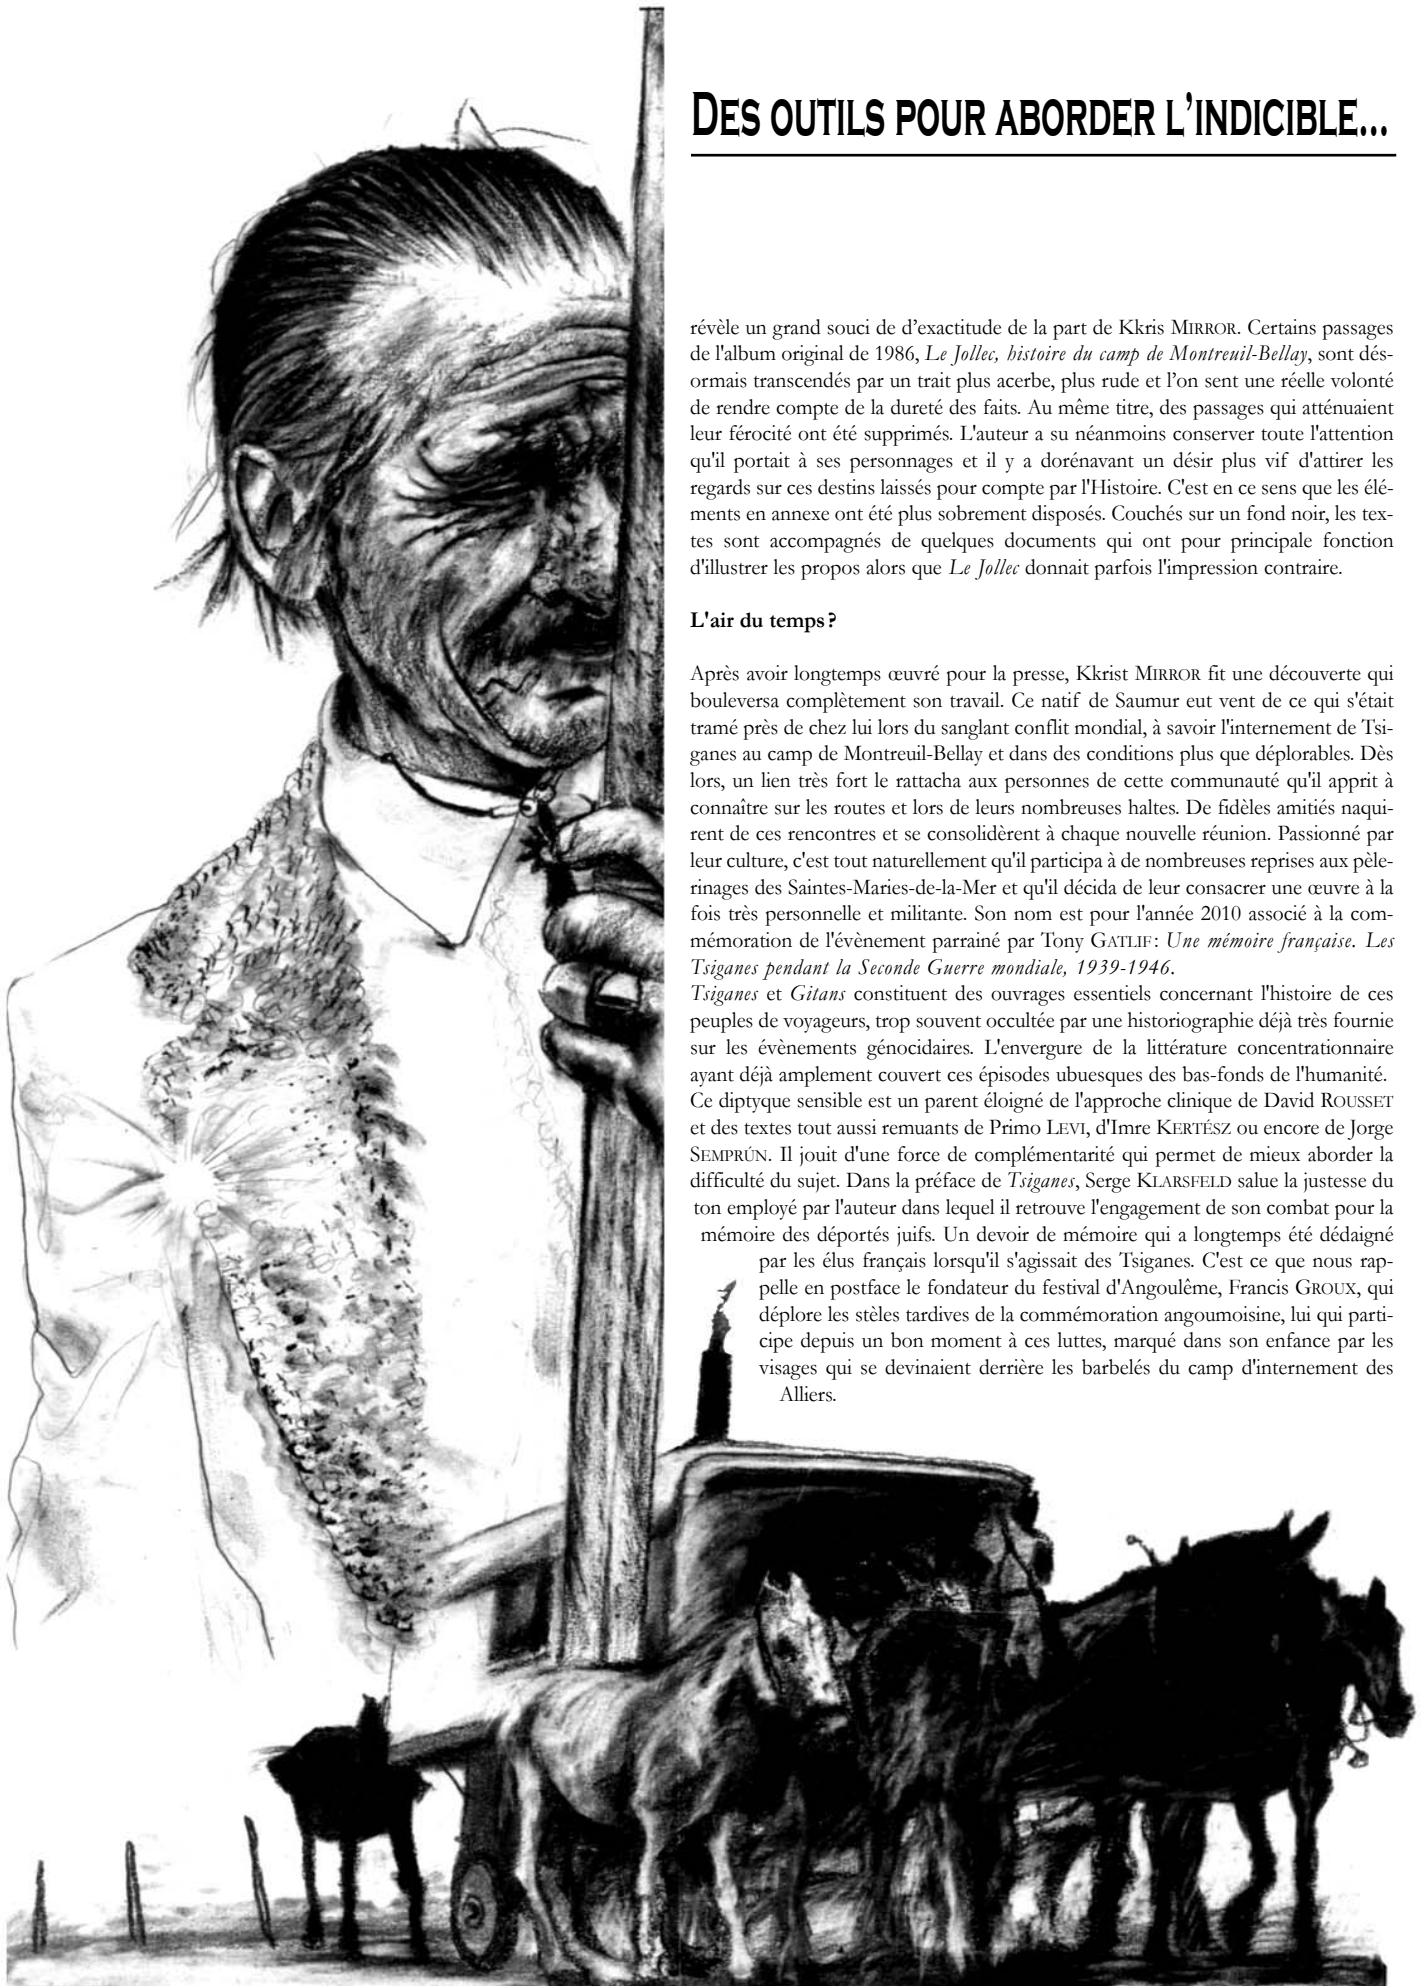 DES OUTILS POUR ABORDER L’INDICIBLE...
révèle un grand souci de d’exactitude de la part de Kkris MIRROR. Certains passages
de l'album original de 1986, Le Jollec, histoire du camp de Montreuil-Bellay, sont dés-
ormais transcendés par un trait plus acerbe, plus rude et l’on sent une réelle volonté
de rendre compte de la dureté des faits. Au même titre, des passages qui atténuaient
leur férocité ont été supprimés. L'auteur a su néanmoins conserver toute l'attention
qu'il portait à ses personnages et il y a dorénavant un désir plus vif d'attirer les
regards sur ces destins laissés pour compte par l'Histoire. C'est en ce sens que les élé-
ments en annexe ont été plus sobrement disposés. Couchés sur un fond noir, les tex-
tes sont accompagnés de quelques documents qui ont pour principale fonction
d'illustrer les propos alors que Le Jollec donnait parfois l'impression contraire.
L'air du temps ?
Après avoir longtemps œuvré pour la presse, Kkrist MIRROR fit une découverte qui
bouleversa complètement son travail. Ce natif de Saumur eut vent de ce qui s'était
tramé près de chez lui lors du sanglant conflit mondial, à savoir l'internement de Tsi-
ganes au camp de Montreuil-Bellay et dans des conditions plus que déplorables. Dès
lors, un lien très fort le rattacha aux personnes de cette communauté qu'il apprit à
connaître sur les routes et lors de leurs nombreuses haltes. De fidèles amitiés naqui-
rent de ces rencontres et se consolidèrent à chaque nouvelle réunion. Passionné par
leur culture, c'est tout naturellement qu'il participa à de nombreuses reprises aux pèle-
rinages des Saintes-Maries-de-la-Mer et qu'il décida de leur consacrer une œuvre à la
fois très personnelle et militante. Son nom est pour l'année 2010 associé à la com-
mémoration de l'évènement parrainé par Tony GATLIF : Une mémoire française. Les
Tsiganes pendant la Seconde Guerre mondiale, 1939-1946.
Tsiganes et Gitans constituent des ouvrages essentiels concernant l'histoire de ces
peuples de voyageurs, trop souvent occultée par une historiographie déjà très fournie
sur les évènements génocidaires. L'envergure de la littérature concentrationnaire
ayant déjà amplement couvert ces épisodes ubuesques des bas-fonds de l'humanité.
Ce diptyque sensible est un parent éloigné de l'approche clinique de David ROUSSET
et des textes tout aussi remuants de Primo LEVI, d'Imre KERTÉSZ ou encore de Jorge
SEMPRÚN. Il jouit d'une force de complémentarité qui permet de mieux aborder la
difficulté du sujet. Dans la préface de Tsiganes, Serge KLARSFELD salue la justesse du
ton employé par l'auteur dans lequel il retrouve l'engagement de son combat pour la
mémoire des déportés juifs. Un devoir de mémoire qui a longtemps été dédaigné
par les élus français lorsqu'il s'agissait des Tsiganes. C'est ce que nous rap-
pelle en postface le fondateur du festival d'Angoulême, Francis GROUX, qui
déplore les stèles tardives de la commémoration angoumoisine, lui qui parti-
cipe depuis un bon moment à ces luttes, marqué dans son enfance par les
visages qui se devinaient derrière les barbelés du camp d'internement des
Alliers.